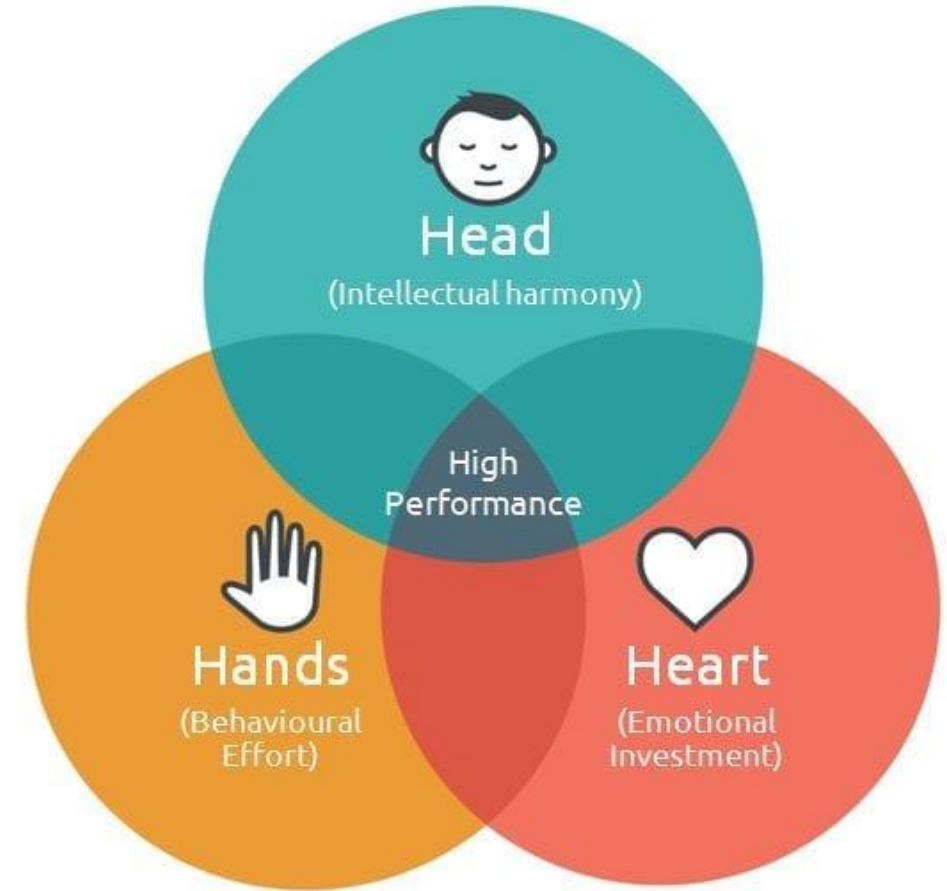 Head
(Intellectual harmony)
High
Performance
Hands
(Behavioural
Effort)
Heart
(Emotional
Investment)